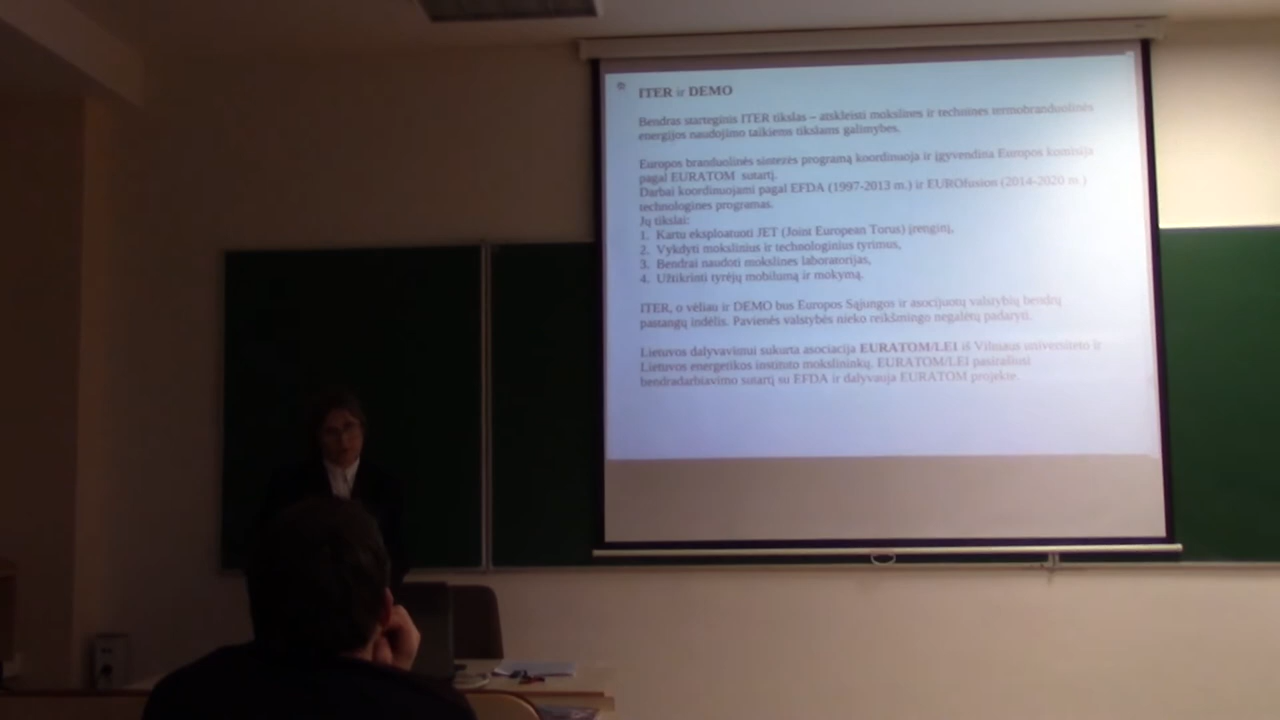 ITER ir DEMO
Bendras starteginis ITER tikslas – atskleisti mokslines ir technines termobranduolinės
energijos naudojimo taikiems tikslams galimybes.
Europos branduolinės sintezės programą koordinuoja ir įgyvendina Europos komisija
pagal EURATOM sutartį.
Darbai koordinuojami pagal EFDA (1997-2013 m.) ir EUROfusion (2014-2020 m.)
technologines programas.
Jų tikslai:
1. Kartu eksploatuoti JET (Joint European Torus) įrenginį,
2. Vykdyti mokslinius ir technologinius tyrimus,
3. Bendrai naudoti mokslines laboratorijas,
4. Užtikrinti tyrėjų mobilumą ir mokymą.
ITER, o vėliau ir DEMO bus Europos Sąjungos ir asocijuotų valstybių bendrų
pastangų indėlis. Pavienės valstybės nieko reikšmingo negalėtų padaryti.
Lietuvos dalyvavimui sukurta asociacija EURATOM/LEI iš Vilniaus universiteto ir
Lietuvos energetikos instituto mokslininkų. EURATOM/LEI pasirašiusi
bendradarbiavimo sutartį su EFDA ir dalyvauja EURATOM projekte.